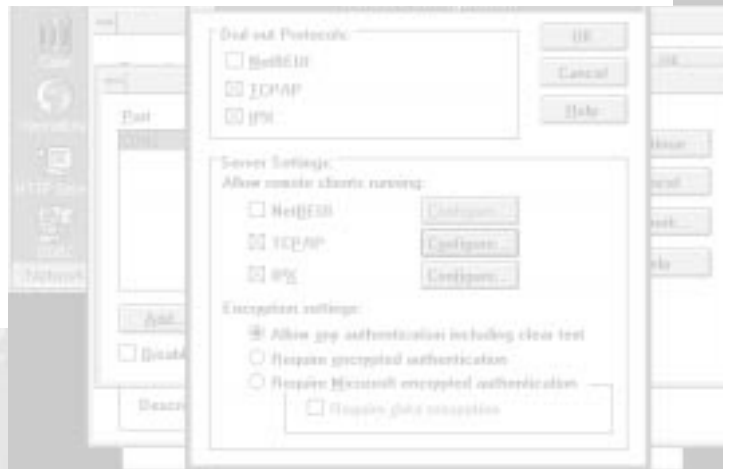 Dial out Protocols:
NetBEUI
TCP/IP
IPX
OK
Cancel
Help
Port
Server Settings:
Allow remote clients running:
NetBEUI
Configure...
TCP/IP
Configure...
IPX
Configure...
Encryption settings:
Allow any authentication including clear text
Require encrypted authentication
Require Microsoft encrypted authentication
Require data encryption
Add...
Network